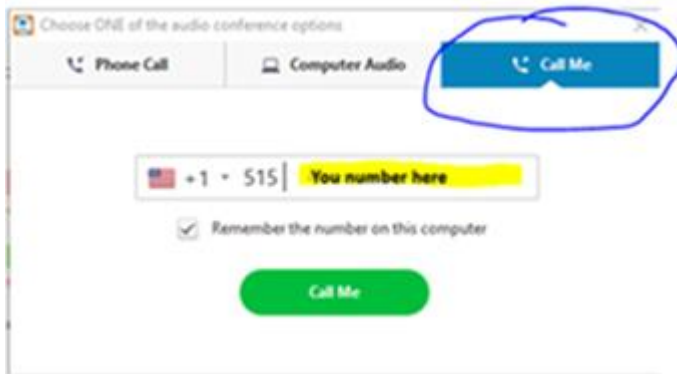 Choose ONE of the audio conference options
Phone Call Computer Audio Call Me
+1 515 You number here
Remember the number on this computer
Call Me